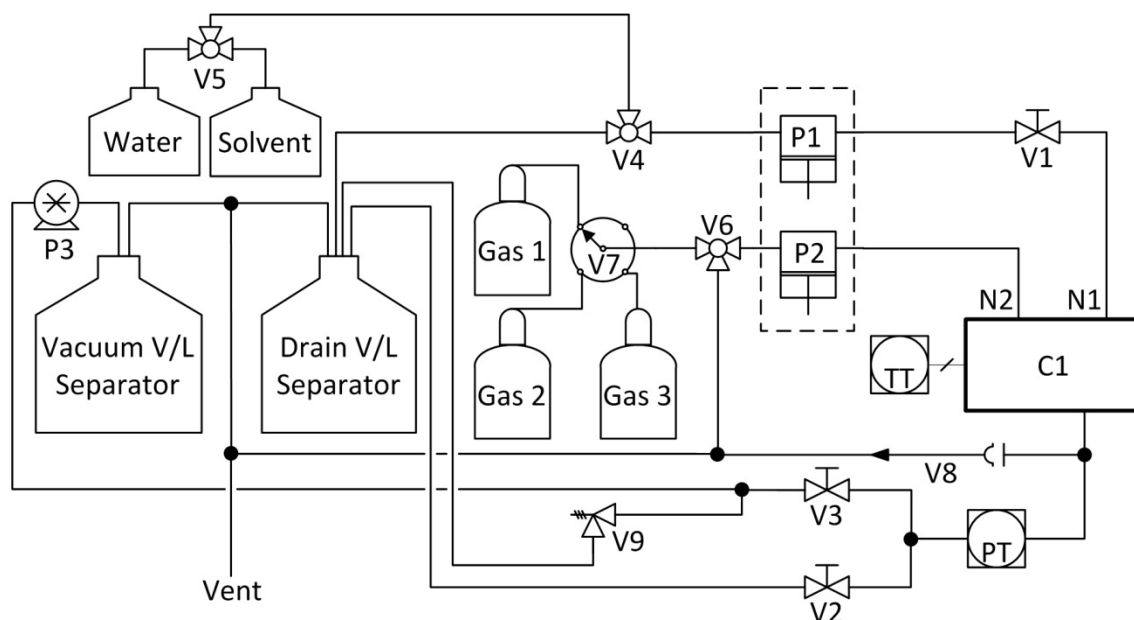 V5
Water
Solvent
V4
P1
V1
P3
Gas 1
V7
V6
P2
N2
N1
Vacuum V/L
Separator
Drain V/L
Separator
Gas 2
Gas 3
TT
C1
V8
V3
V9
PT
Vent
V2